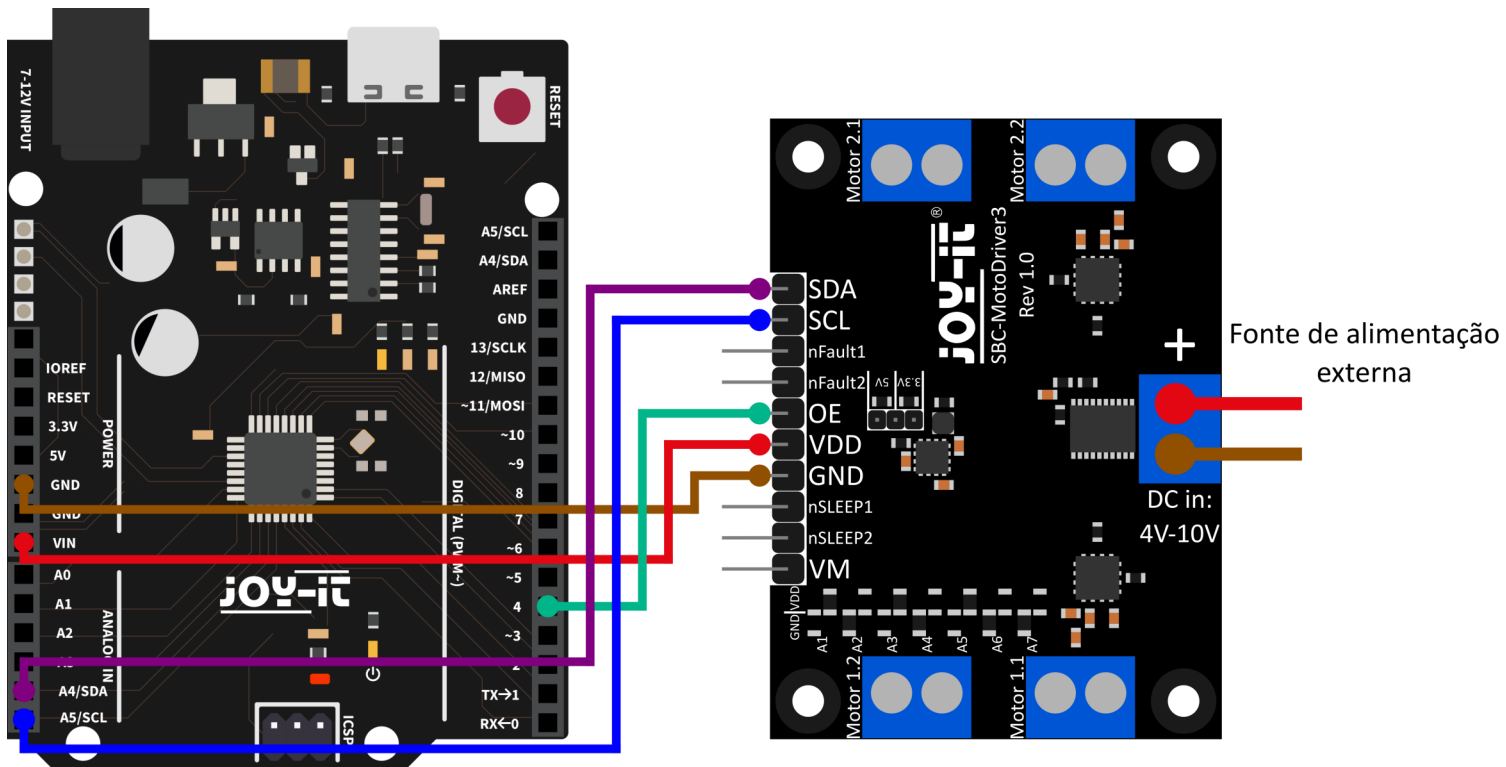 7-12V INPUT
RESET
IOREF
RESET
3.3V
5V
GND
GND
VIN
POWER
A0
A1
A2
A3
A4/SDA
A5/SCL
ANALOG IN
A5/SCL
A4/SDA
AREF
GND
13/SCLK
12/MISO
~11/MOSI
~10
~9
8
7
~6
~5
4
~3
2
TX→1
RX←0
DIGITAL (PWM~)
JOY-iT
ICSP
Motor 2.1
Motor 2.2
JOY-iT®
SBC-MotoDriver3
Rev 1.0
SDA
SCL
nFault1
nFault2
OE
VDD
GND
nSLEEP1
nSLEEP2
VM
5V
3.3V
+
DC in:
4V-10V
GND
VDD
A1
A2
A3
A4
A5
A6
A7
Motor 1.2
Motor 1.1
Fonte de alimentação
externa